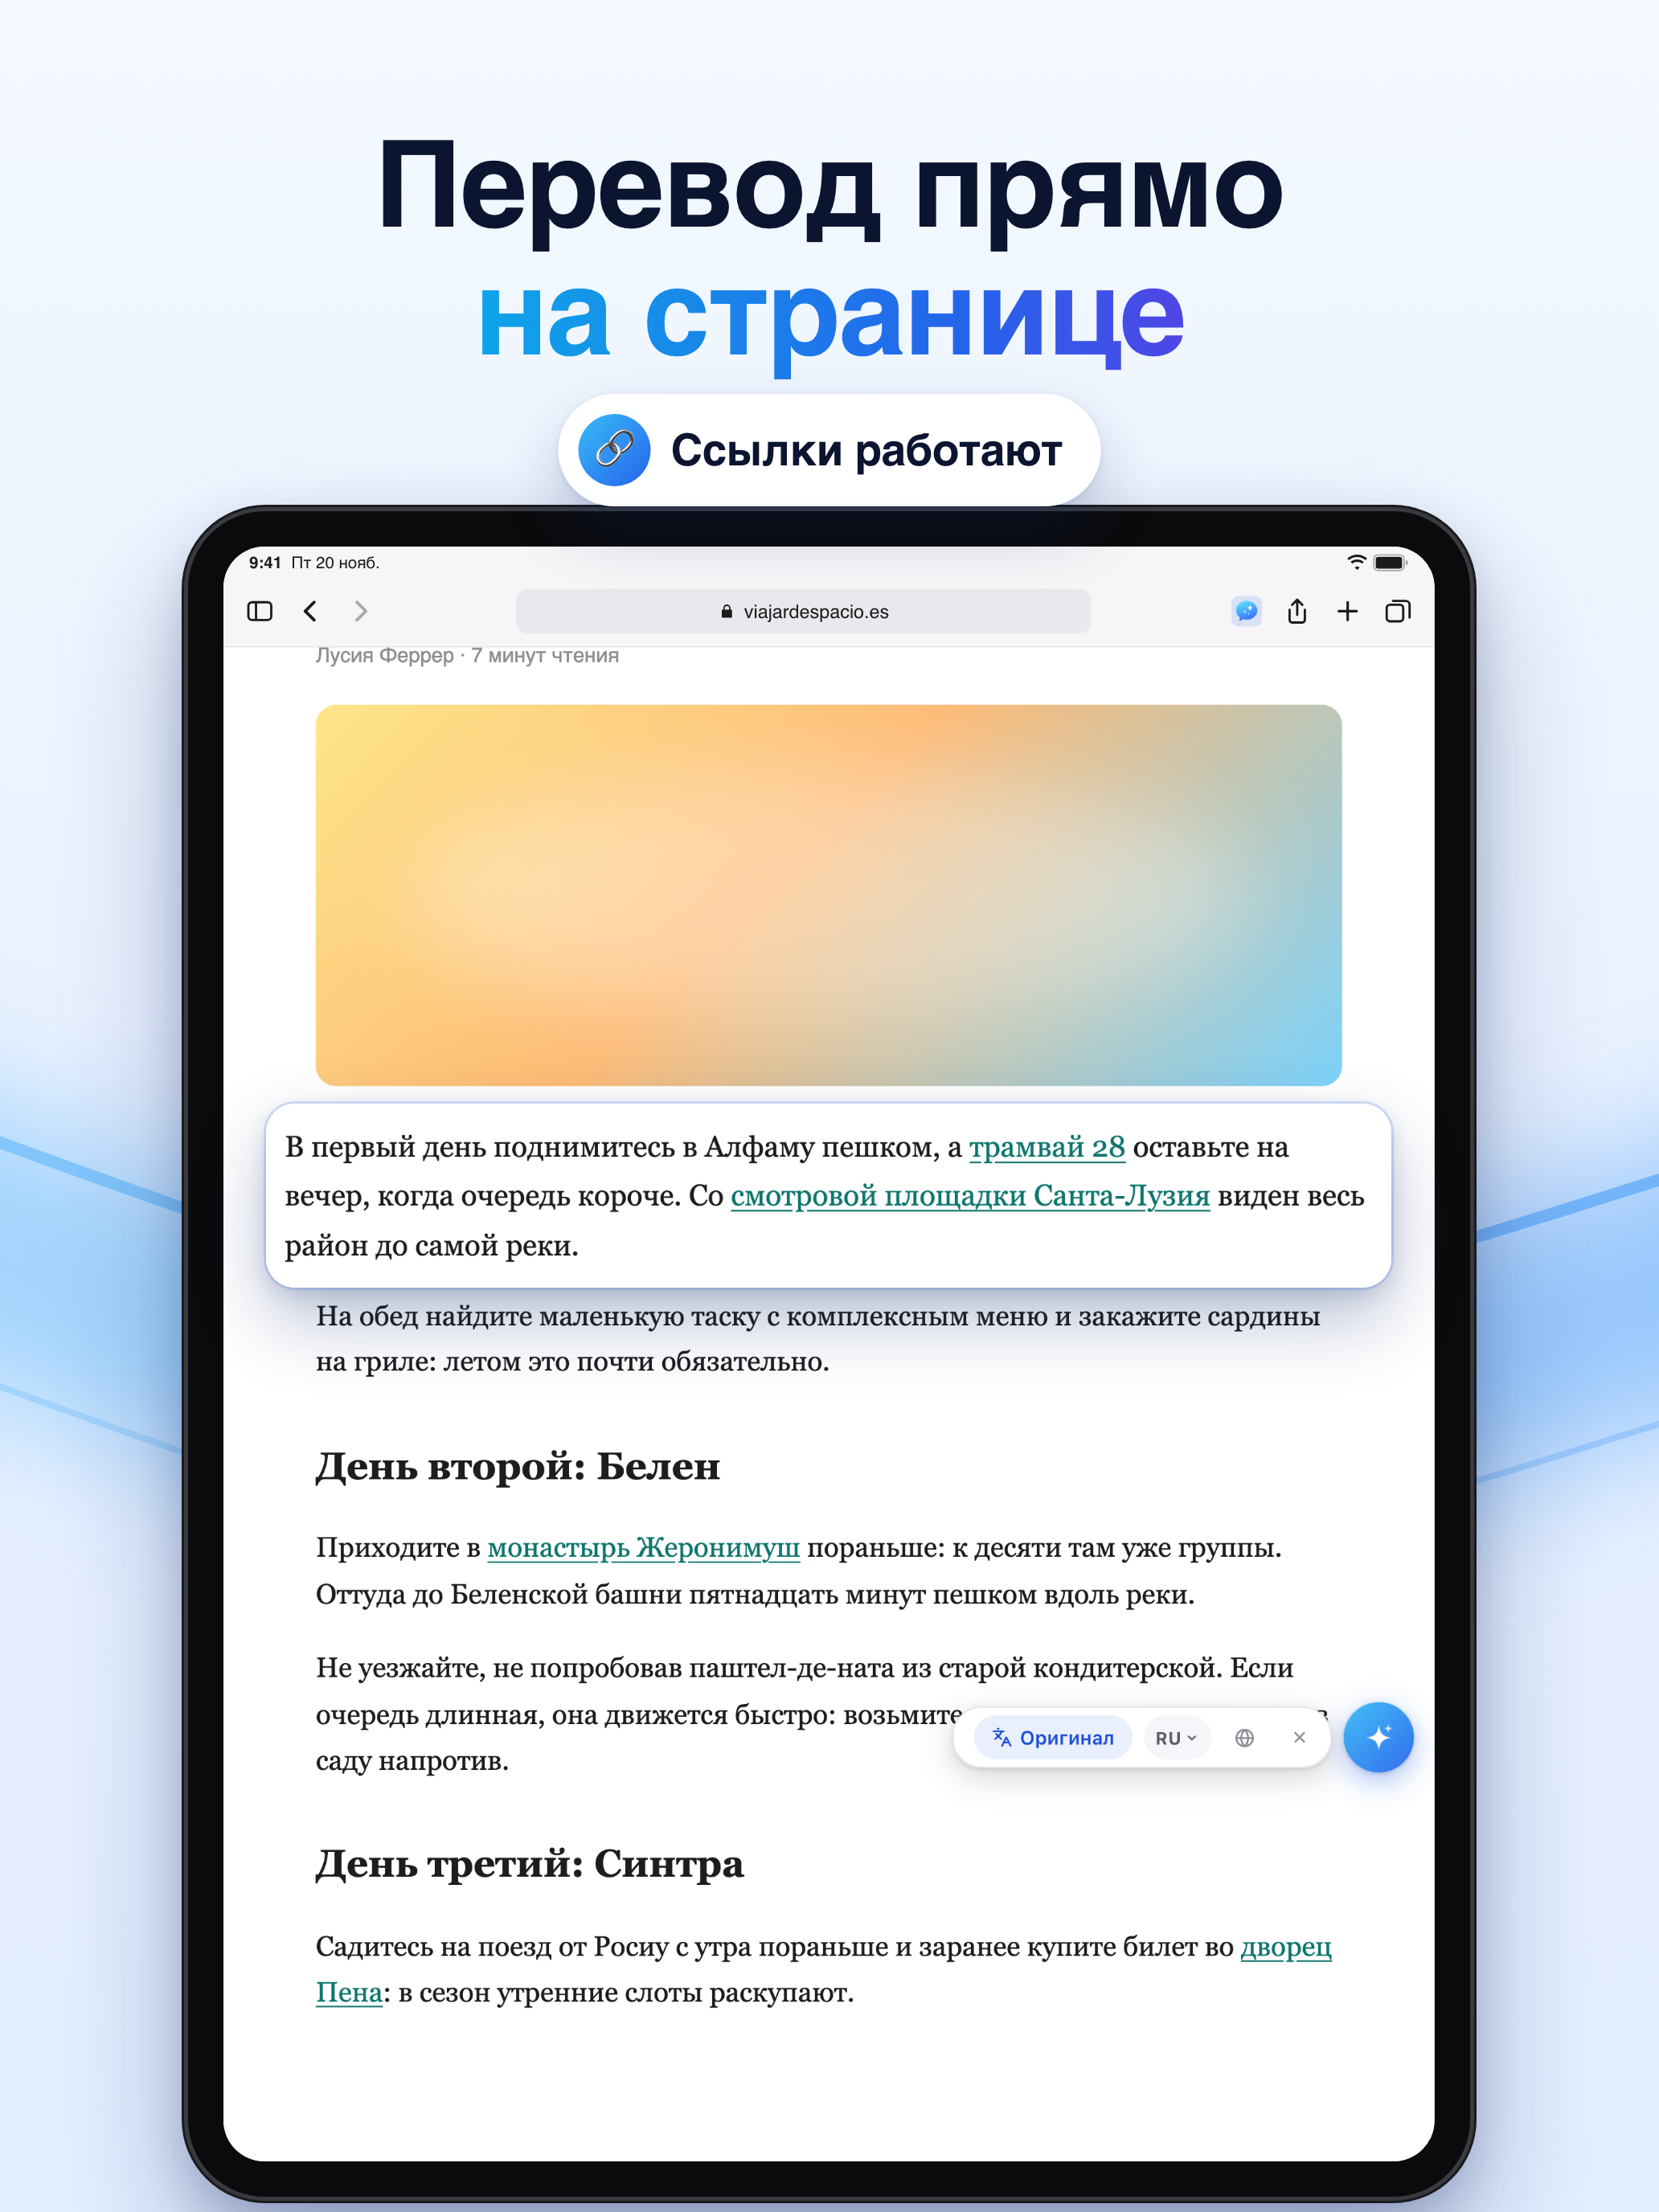 Перевод прямо
на странице
Ссылки работают
9:41 Пт 20 нояб.
viajardespacio.es
Лусия Феррер · 7 минут чтения
В первый день поднимитесь в Алфаму пешком, а трамвай 28 оставьте на
вечер, когда очередь короче. Со смотровой площадки Санта-Лузия виден весь
район до самой реки.
На обед найдите маленькую таску с комплексным меню и закажите сардины
на гриле: летом это почти обязательно.
День второй: Белен
Приходите в монастырь Жеронимуш пораньше: к десяти там уже группы.
Оттуда до Беленской башни пятнадцать минут пешком вдоль реки.
Не уезжайте, не попробовав паштел-де-ната из старой кондитерской. Если
очередь длинная, она движется быстро: возьмите
саду напротив.
Оригинал RU
День третий: Синтра
Садитесь на поезд от Росиу с утра пораньше и заранее купите билет во дворец
Пена: в сезон утренние слоты раскупают.